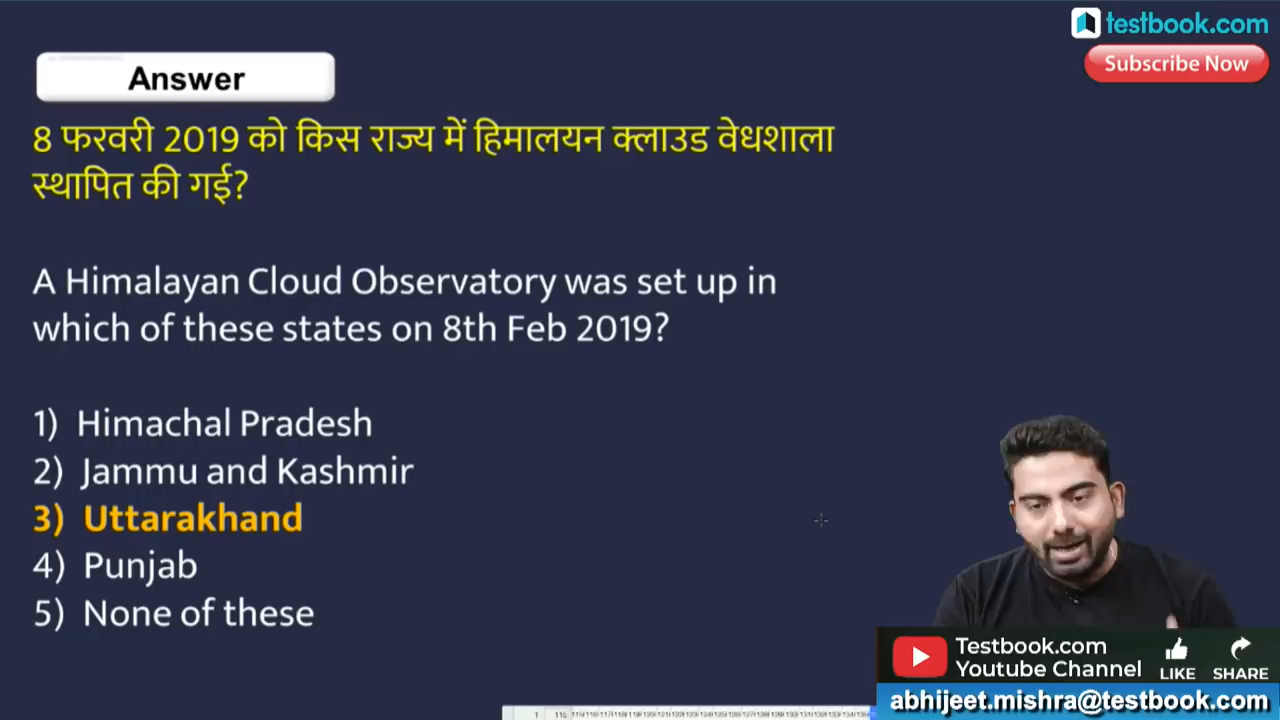 testbook.com
Subscribe Now
Answer
8 फरवरी 2019 को किस राज्य में हिमालयन क्लाउड वेधशाला
स्थापित की गई?
A Himalayan Cloud Observatory was set up in
which of these states on 8th Feb 2019?
1) Himachal Pradesh
2) Jammu and Kashmir
3) Uttarakhand
4) Punjab
5) None of these
Testbook.com
Youtube Channel
LIKE
SHARE
abhijeet.mishra@testbook.com